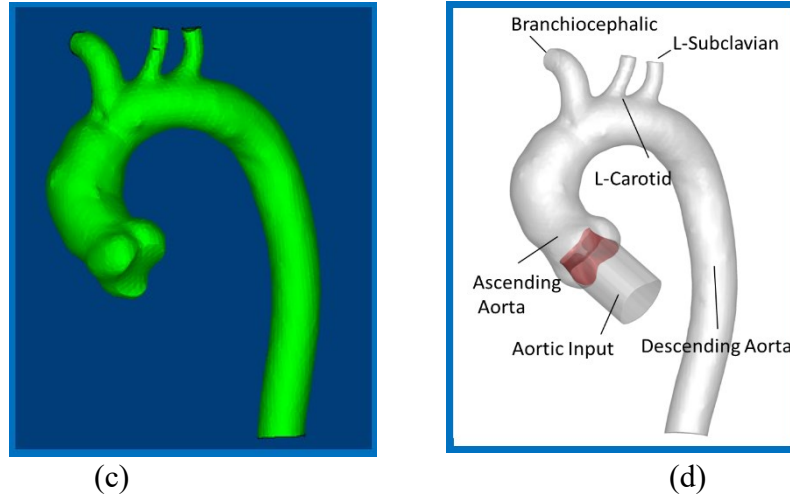 Branchiocephalic
L-Subclavian
L-Carotid
Ascending
Aorta
Aortic Input
Descending Aorta
(c)
(d)